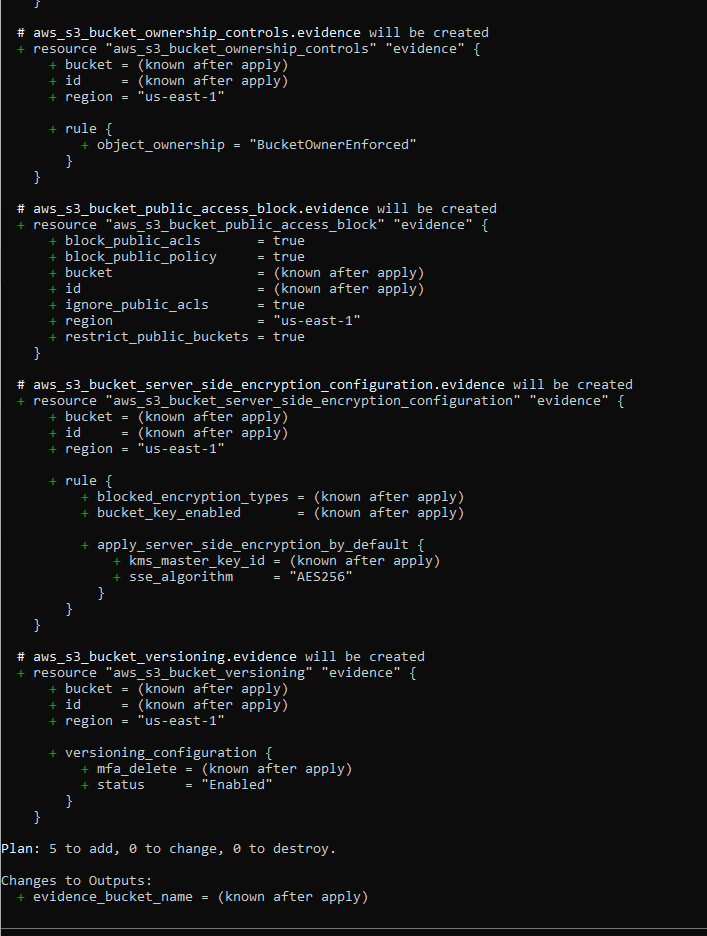 }
# aws_s3_bucket_ownership_controls.evidence will be created
+ resource "aws_s3_bucket_ownership_controls" "evidence" {
+ bucket = (known after apply)
+ id     = (known after apply)
+ region = "us-east-1"
+ rule {
+ object_ownership = "BucketOwnerEnforced"
}
}
# aws_s3_bucket_public_access_block.evidence will be created
+ resource "aws_s3_bucket_public_access_block" "evidence" {
+ block_public_acls       = true
+ block_public_policy     = true
+ bucket                  = (known after apply)
+ id                      = (known after apply)
+ ignore_public_acls      = true
+ region                  = "us-east-1"
+ restrict_public_buckets = true
}
# aws_s3_bucket_server_side_encryption_configuration.evidence will be created
+ resource "aws_s3_bucket_server_side_encryption_configuration" "evidence" {
+ bucket = (known after apply)
+ id     = (known after apply)
+ region = "us-east-1"
+ rule {
+ blocked_encryption_types = (known after apply)
+ bucket_key_enabled       = (known after apply)
+ apply_server_side_encryption_by_default {
+ kms_master_key_id = (known after apply)
+ sse_algorithm     = "AES256"
}
}
}
# aws_s3_bucket_versioning.evidence will be created
+ resource "aws_s3_bucket_versioning" "evidence" {
+ bucket = (known after apply)
+ id     = (known after apply)
+ region = "us-east-1"
+ versioning_configuration {
+ mfa_delete = (known after apply)
+ status     = "Enabled"
}
}
Plan: 5 to add, 0 to change, 0 to destroy.
Changes to Outputs:
+ evidence_bucket_name = (known after apply)